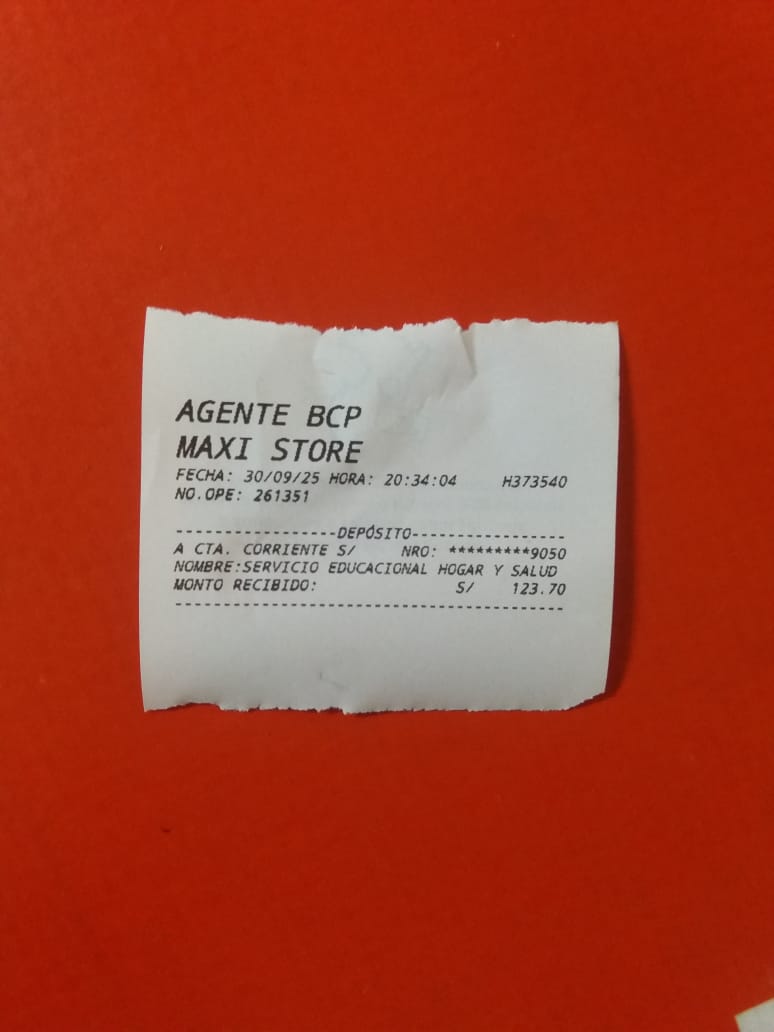 AGENTE BCP
MAXI STORE
FECHA: 30/09/25 HORA: 20:34:04 H373540
NO.OPE: 261351
-----------------DEPÓSITO----------------
A CTA. CORRIENTE S/ NRO: *********9050
NOMBRE:SERVICIO EDUCACIONAL HOGAR Y SALUD
MONTO RECIBIDO: S/ 123.70
-----------------------------------------